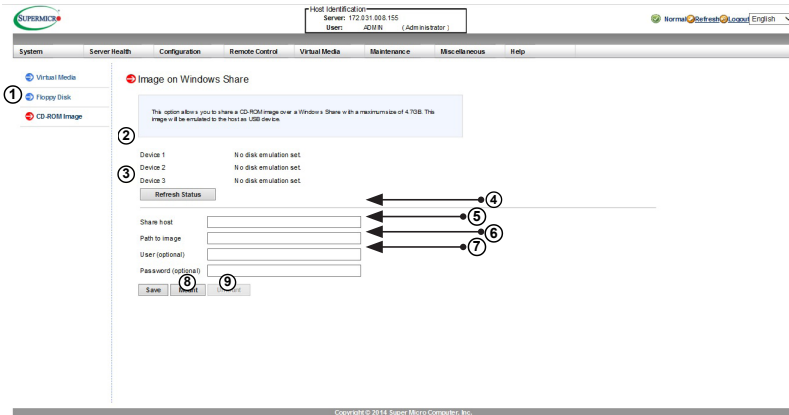 SUPERMICR
Host Identification
Server: 172.031.008.155
User: ADMIN (Administrator)
Normal Refresh Logout English
System Server Health Configuration Remote Control Virtual Media Maintenance Miscellaneous Help
Virtual Media
1
Floppy Disk
CD-ROM Image
Image on Windows Share
This option allows you to share a CD-ROM image over a Windows Share with a maximum size of 4.7GB. This
image will be emulated to the host as USB device.
2
Device 1 No disk emulation set.
Device 2 No disk emulation set.
3
Device 3 No disk emulation set.
Refresh Status
4
Share host
5
Path to image
6
User (optional)
7
Password (optional)
8 9
Save Mount Unmount
Copyright © 2014 Super Micro Computer, Inc.